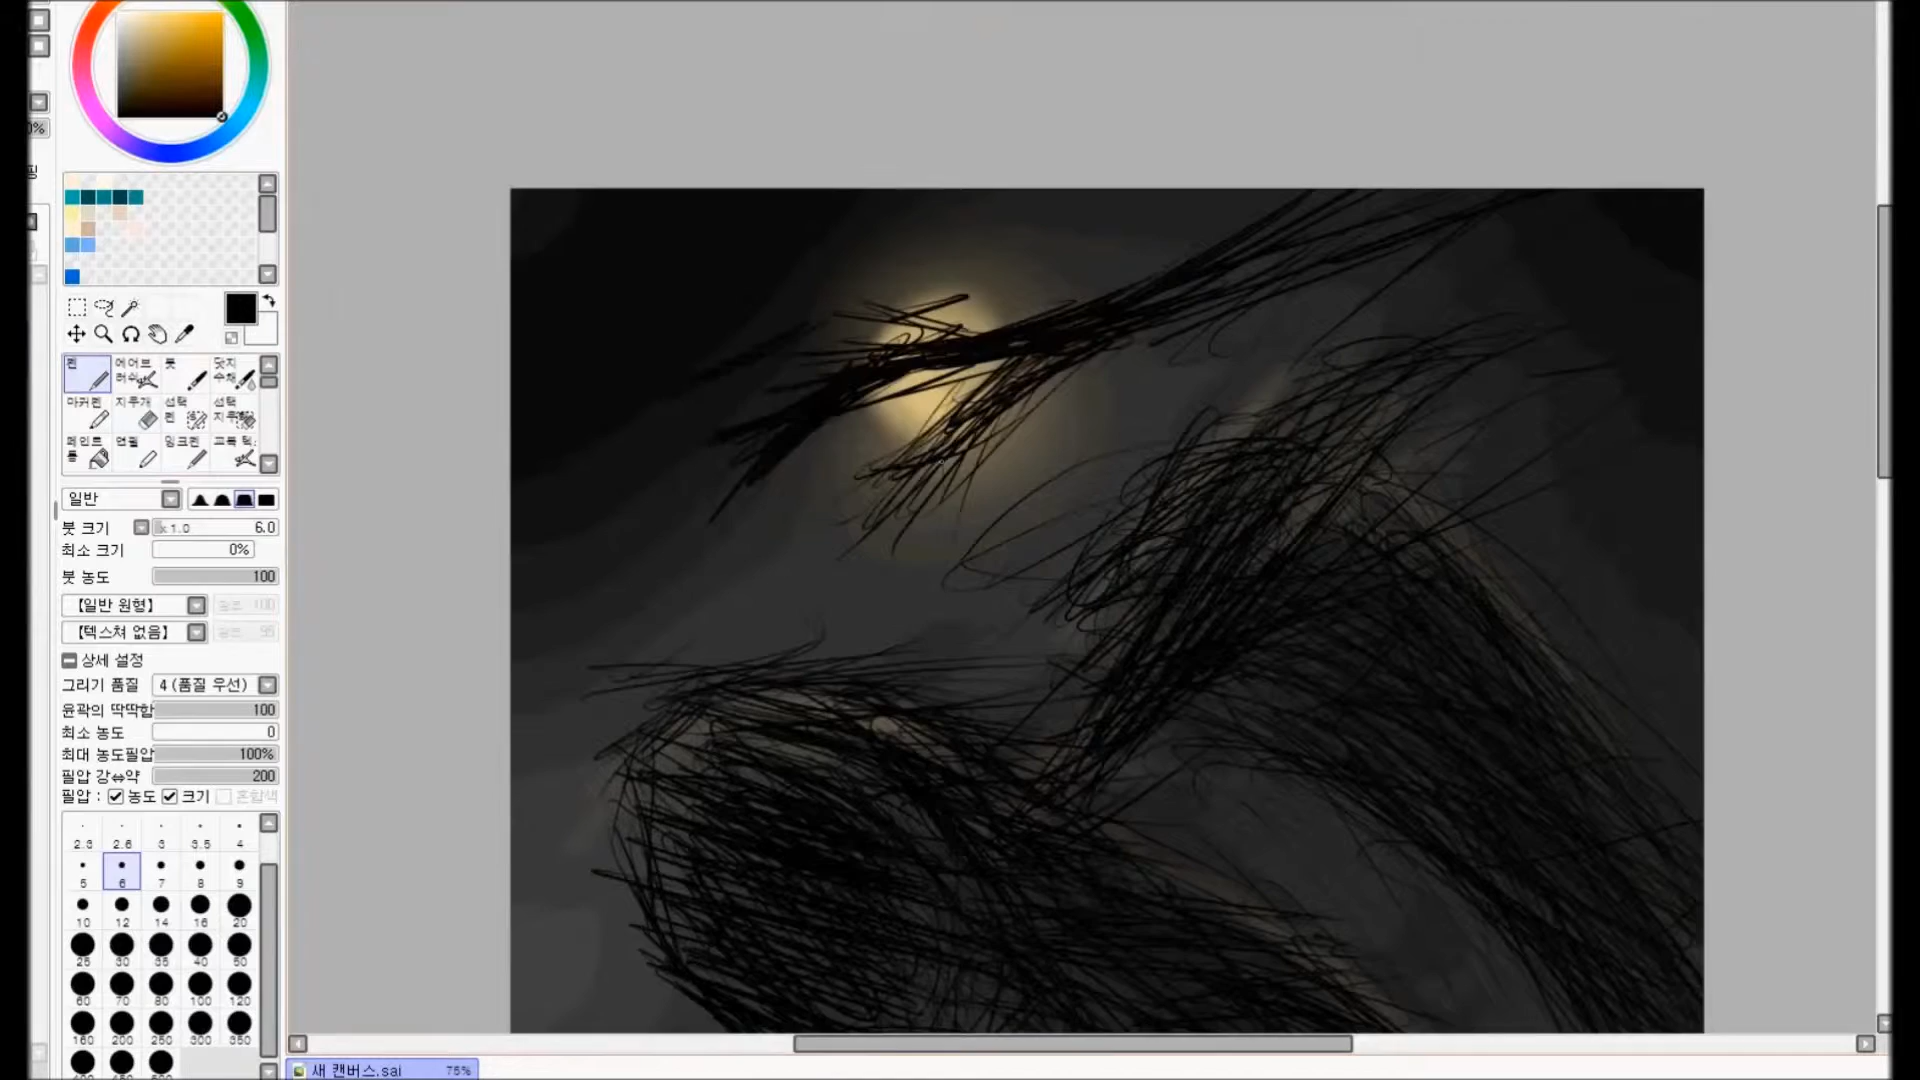 0%
펜
에어브
러쉬
붓
닷지
수채
마커펜
지우개
선택
펜
선택
지우개
페인트
통
연필
잉크펜
일반
붓 크기 x 1.0 6.0
최소 크기 0%
붓 농도 100
【일반 원형】 100
【텍스쳐 없음】 95
상세 설정
그리기 품질 4 (품질 우선)
윤곽의 딱딱함 100
최소 농도 0
최대 농도필압 100%
필압 강⇔약 200
필압 : 농도 크기 혼합색
2.3 2.6 3 3.5 4
5 6 7 8 9
10 12 14 16 20
25 30 35 40 50
60 70 80 100 120
160 200 250 300 350
새 캔버스.sai 75%